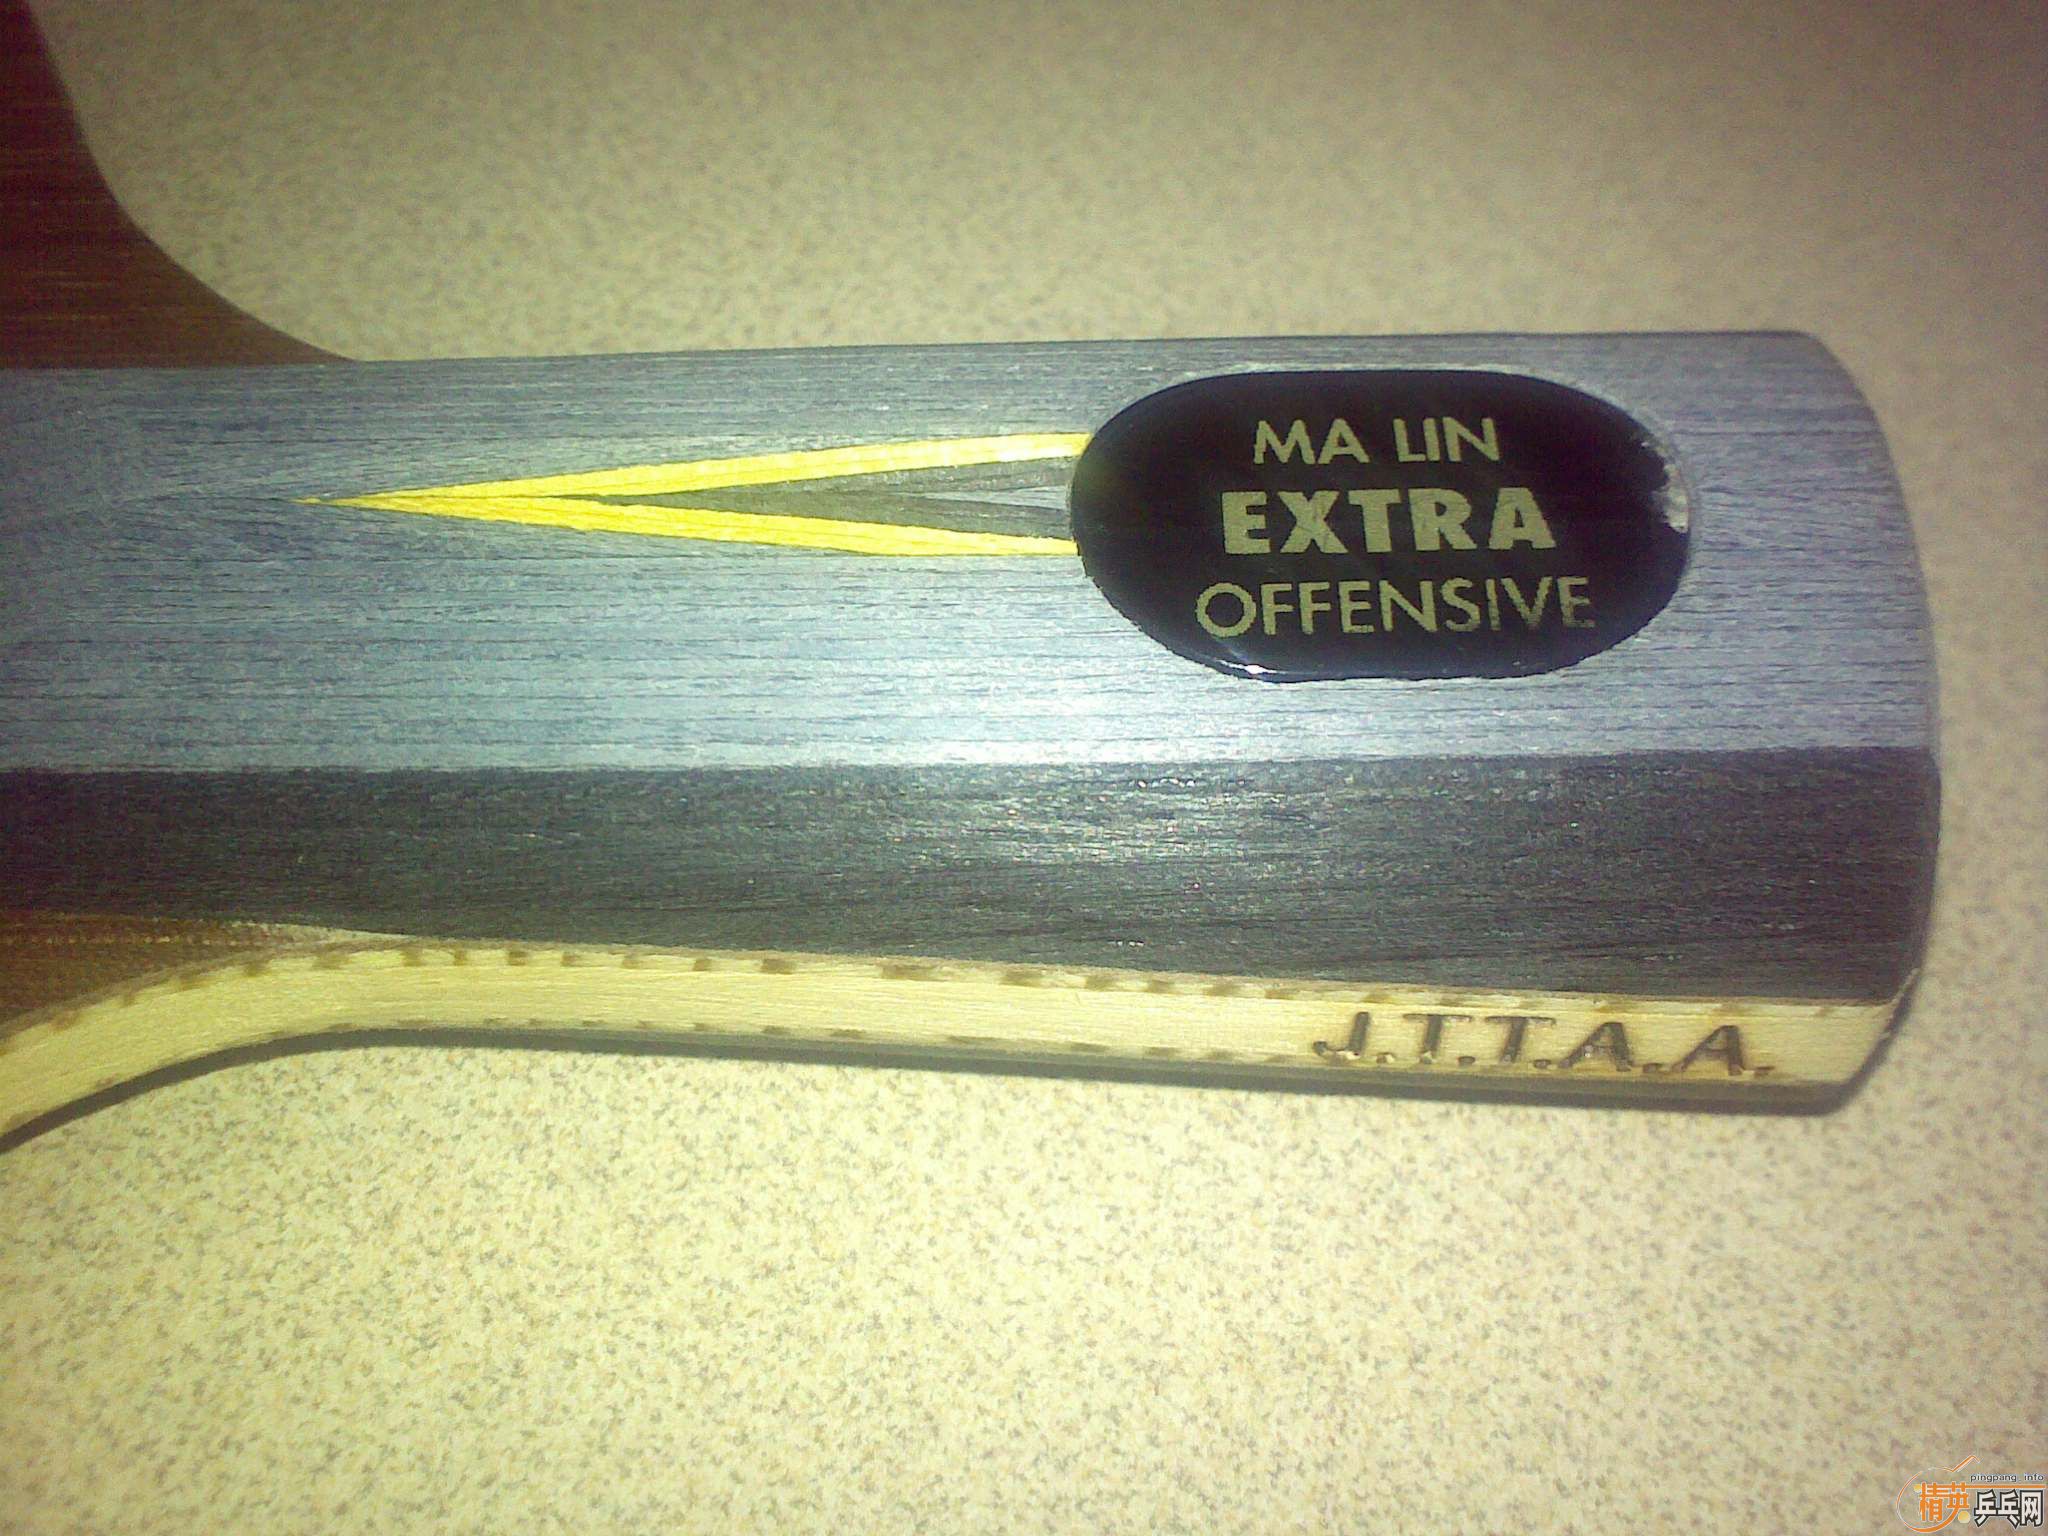 MA LIN
EXTRA
OFFENSIVE
J.T.T.A.A.
pingpang.info
精英乒乓网